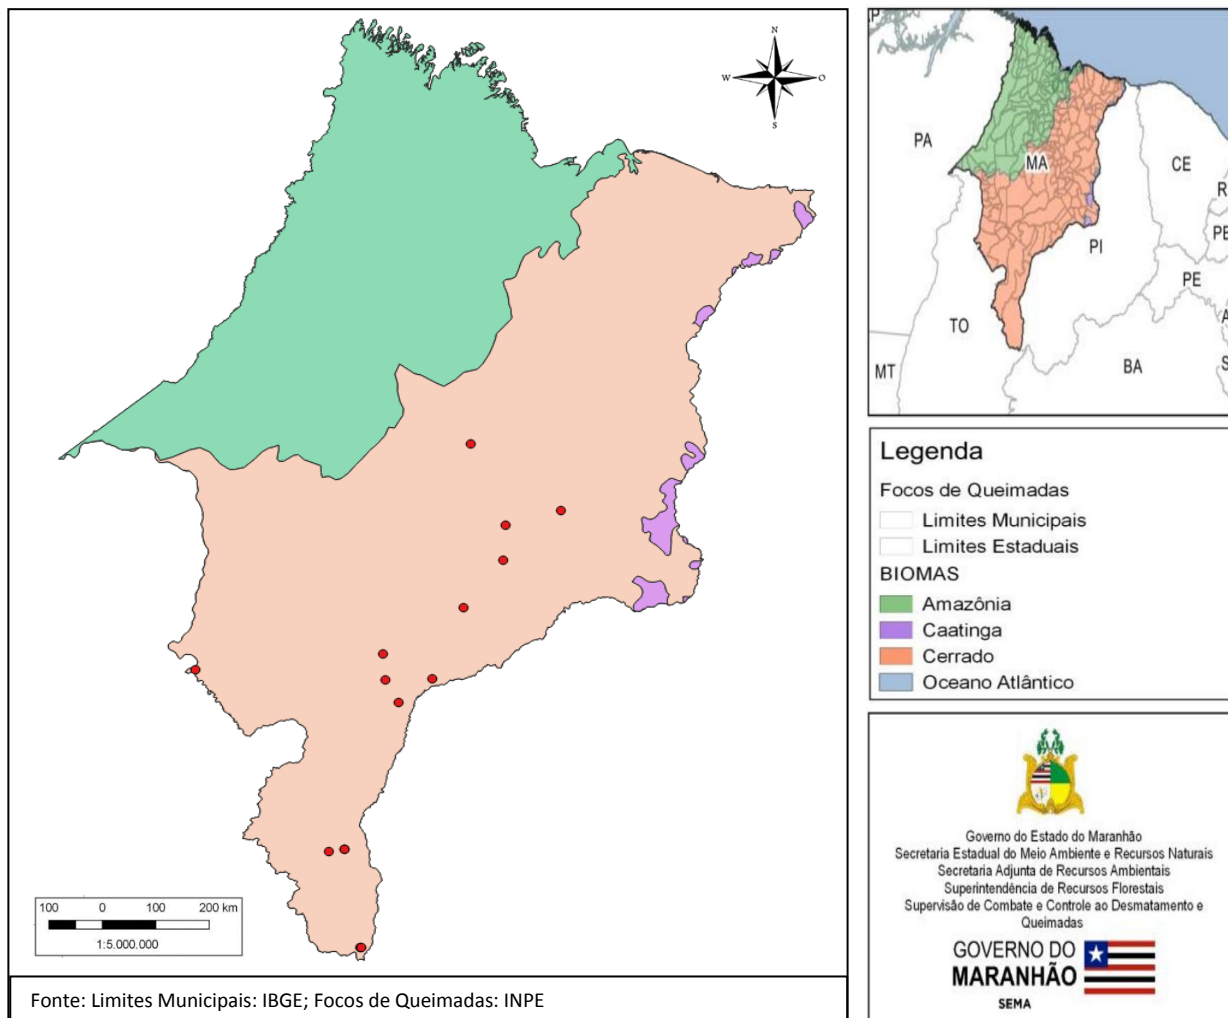 N
W
O
S
100 0 100 200 km
1:5.000.000
Fonte: Limites Municipais: IBGE; Focos de Queimadas: INPE
PA
MA
CE
PI
PE
TO
BA
MT
Legenda
Focos de Queimadas
Limites Municipais
Limites Estaduais
BIOMAS
Amazônia
Caatinga
Cerrado
Oceano Atlântico
Governo do Estado do Maranhão
Secretaria Estadual do Meio Ambiente e Recursos Naturais
Secretaria Adjunta de Recursos Ambientais
Superintendência de Recursos Florestais
Supervisão de Combate e Controle ao Desmatamento e
Queimadas
GOVERNO DO
MARANHÃO
SEMA